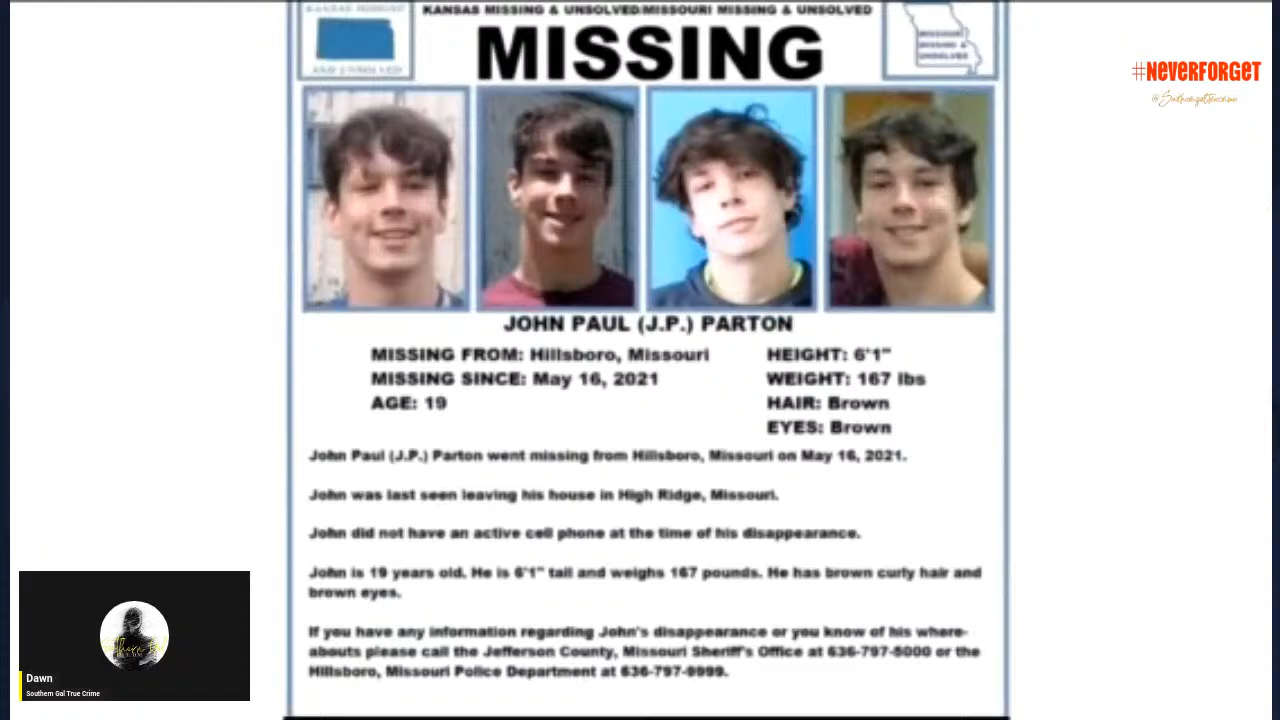 KANSAS MISSING & UNSOLVED/MISSOURI MISSING & UNSOLVED
MISSING
MISSOURI
MISSING &
UNSOLVED
#NEVERFORGET
@Southerngaltruecrime
JOHN PAUL (J.P.) PARTON
MISSING FROM: Hillsboro, Missouri
MISSING SINCE: May 16, 2021
AGE: 19
HEIGHT: 6'1"
WEIGHT: 167 lbs
HAIR: Brown
EYES: Brown
John Paul (J.P.) Parton went missing from Hillsboro, Missouri on May 16, 2021.
John was last seen leaving his house in High Ridge, Missouri.
John did not have an active cell phone at the time of his disappearance.
John is 19 years old. He is 6'1" tall and weighs 167 pounds. He has brown curly hair and
brown eyes.
If you have any information regarding John's disappearance or you know of his where-
abouts please call the Jefferson County, Missouri Sheriff's Office at 636-797-5000 or the
Hillsboro, Missouri Police Department at 636-797-9999.
Dawn
Southern Gal True Crime